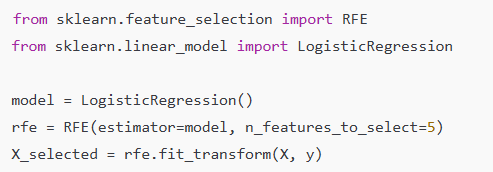 from sklearn.feature_selection import RFE
from sklearn.linear_model import LogisticRegression
model = LogisticRegression()
rfe = RFE(estimator=model, n_features_to_select=5)
X_selected = rfe.fit_transform(X, y)